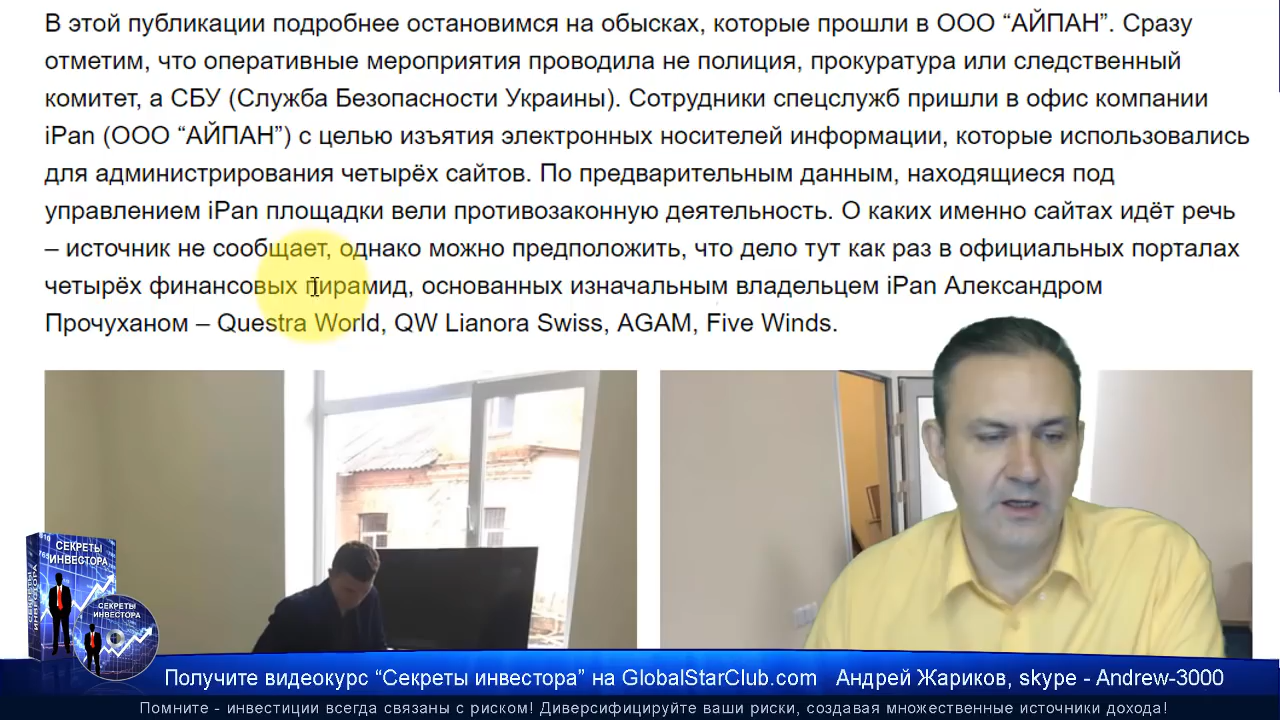 В этой публикации подробнее остановимся на обысках, которые прошли в ООО “АЙПАН”. Сразу
отметим, что оперативные мероприятия проводила не полиция, прокуратура или следственный
комитет, а СБУ (Служба Безопасности Украины). Сотрудники спецслужб пришли в офис компании
iPan (ООО “АЙПАН”) с целью изъятия электронных носителей информации, которые использовались
для администрирования четырёх сайтов. По предварительным данным, находящиеся под
управлением iPan площадки вели противозаконную деятельность. О каких именно сайтах идёт речь
– источник не сообщает, однако можно предположить, что дело тут как раз в официальных порталах
четырёх финансовых пирамид, основанных изначальным владельцем iPan Александром
Прочуханом – Questra World, QW Lianora Swiss, AGAM, Five Winds.
СЕКРЕТЫ
ИНВЕСТОРА
СЕКРЕТЫ
ИНВЕСТОРА
Получите видеокурс “Секреты инвестора” на GlobalStarClub.com Андрей Жариков, skype - Andrew-3000
Помните - инвестиции всегда связаны с риском! Диверсифицируйте ваши риски, создавая множественные источники дохода!